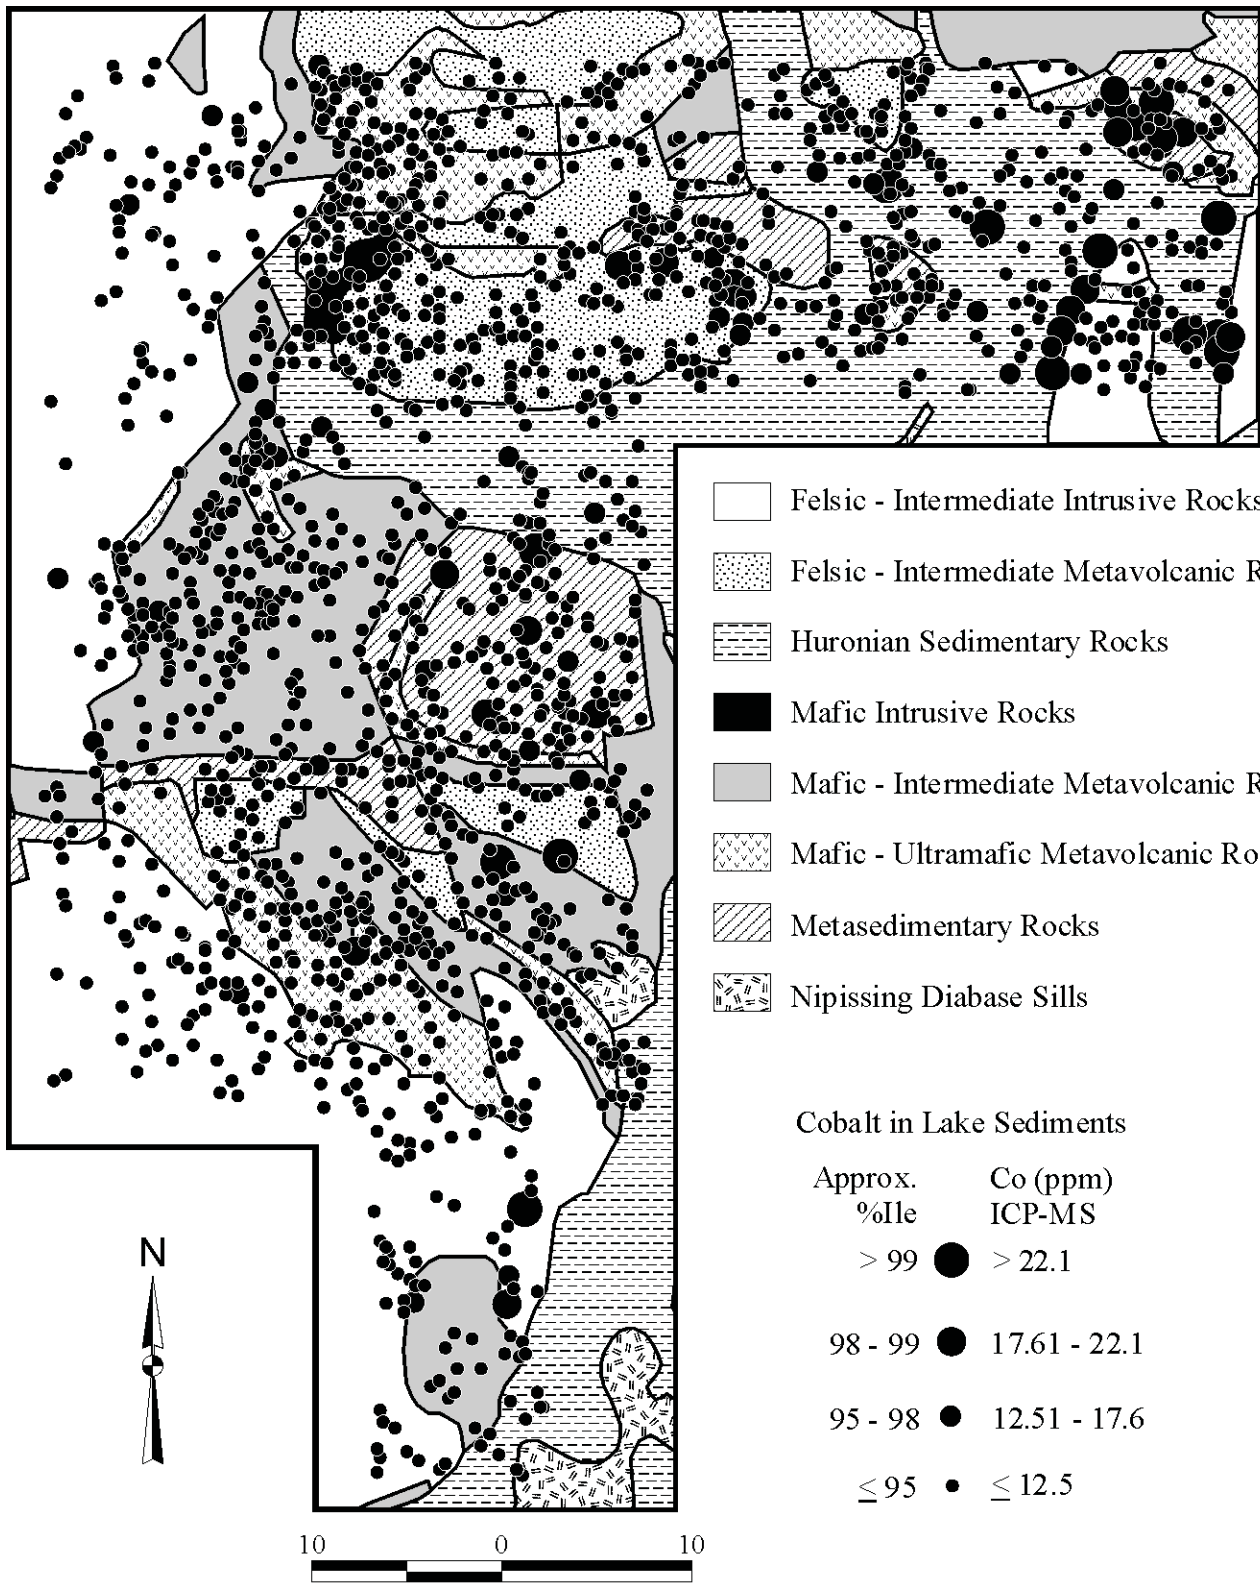 Felsic - Intermediate Intrusive Rocks
Felsic - Intermediate Metavolcanic R
Huronian Sedimentary Rocks
Mafic Intrusive Rocks
Mafic - Intermediate Metavolcanic R
Mafic - Ultramafic Metavolcanic Ro
Metasedimentary Rocks
Nipissing Diabase Sills
Cobalt in Lake Sediments
Approx. Co (ppm)
%Ile ICP-MS
> 99 > 22.1
98 - 99 17.61 - 22.1
95 - 98 12.51 - 17.6
≤ 95 ≤ 12.5
N
10 0 10